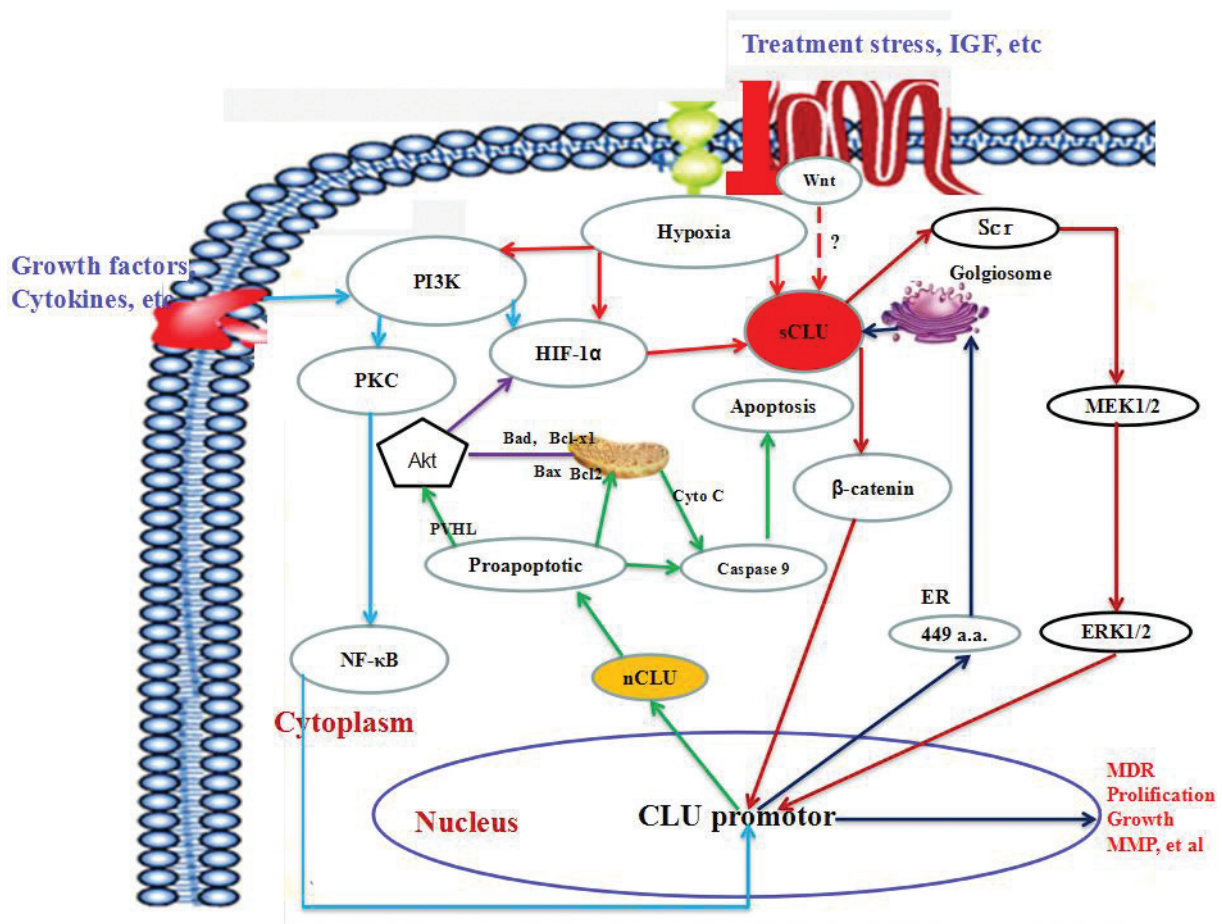 Treatment stress, IGF, etc
Wnt
Hypoxia
?
Scr
Growth factors
Cytokines, etc
PI3K
Golgiosome
sCLU
HIF-1α
PKC
Apoptosis
MEK1/2
Bad, Bcl-x1
Akt
Bax Bcl2
Cyto C
β-catenin
PVHL
Proapoptotic
Caspase 9
ER
449 a.a.
ERK1/2
NF-κB
nCLU
Cytoplasm
MDR
Prolification
Growth
MMP, et al
CLU promotor
Nucleus